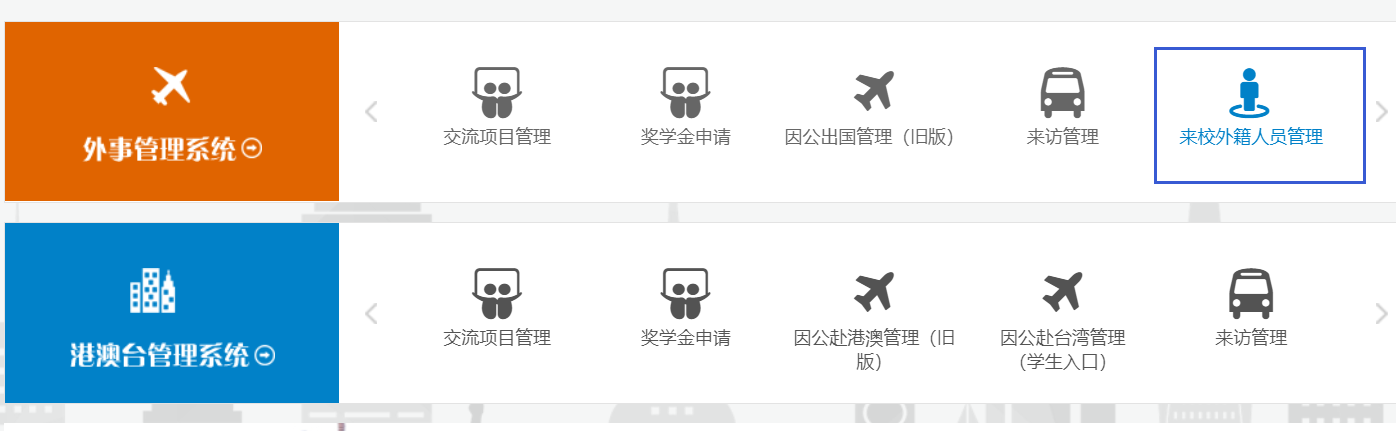 外事管理系统
交流项目管理
奖学金申请
因公出国管理（旧版）
来访管理
来校外籍人员管理
港澳台管理系统
交流项目管理
奖学金申请
因公赴港澳管理（旧
版）
因公赴台湾管理
（学生入口）
来访管理